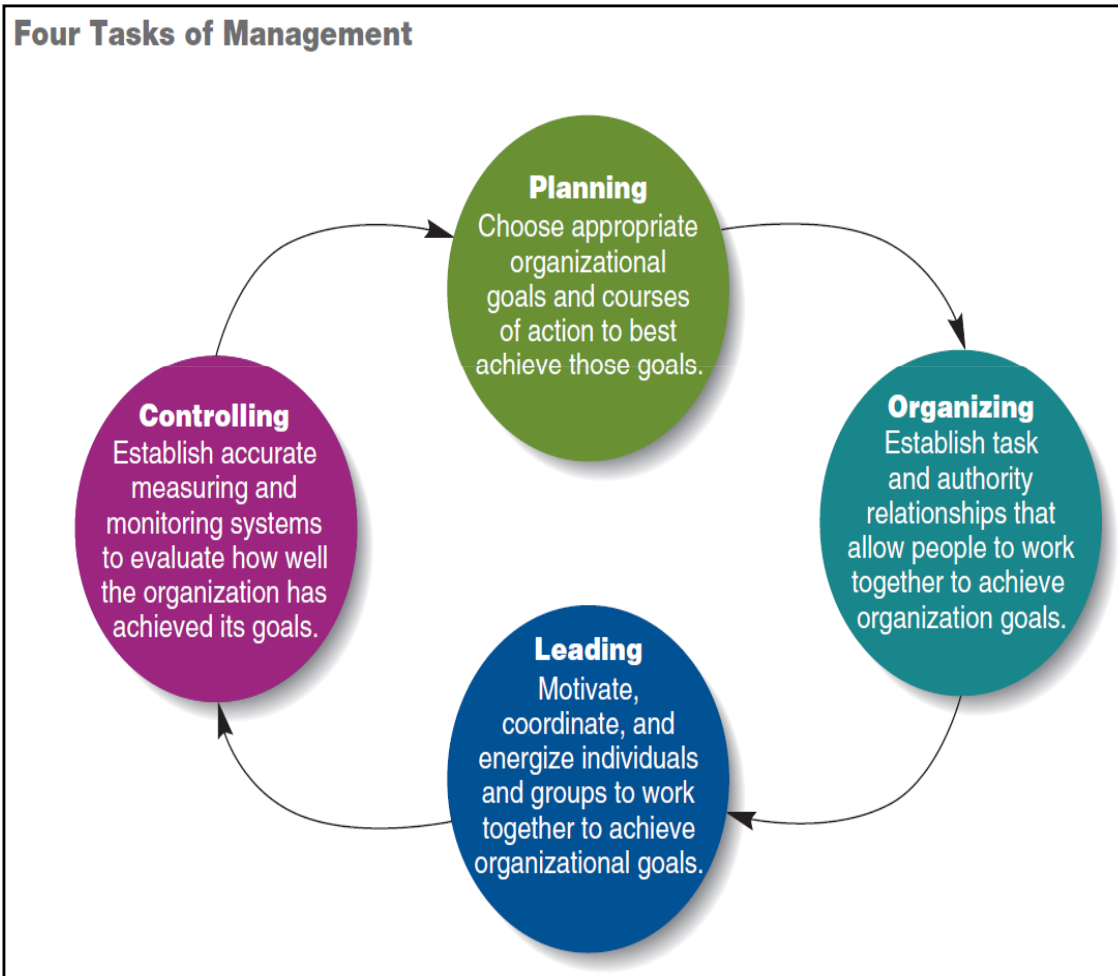 Four Tasks of Management
Planning
Choose appropriate
organizational
goals and courses
of action to best
achieve those goals.
Organizing
Establish task
and authority
relationships that
allow people to work
together to achieve
organization goals.
Leading
Motivate,
coordinate, and
energize individuals
and groups to work
together to achieve
organizational goals.
Controlling
Establish accurate
measuring and
monitoring systems
to evaluate how well
the organization has
achieved its goals.